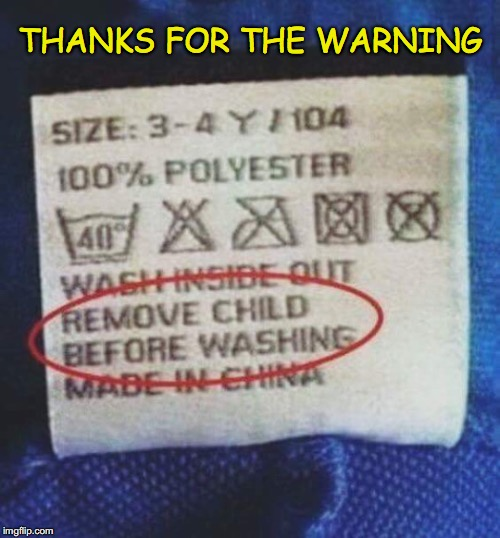 THANKS FOR THE WARNING
SIZE: 3-4 Y / 104
100% POLYESTER
40°
WASH INSIDE OUT
REMOVE CHILD
BEFORE WASHING
MADE IN CHINA
imgflip.com